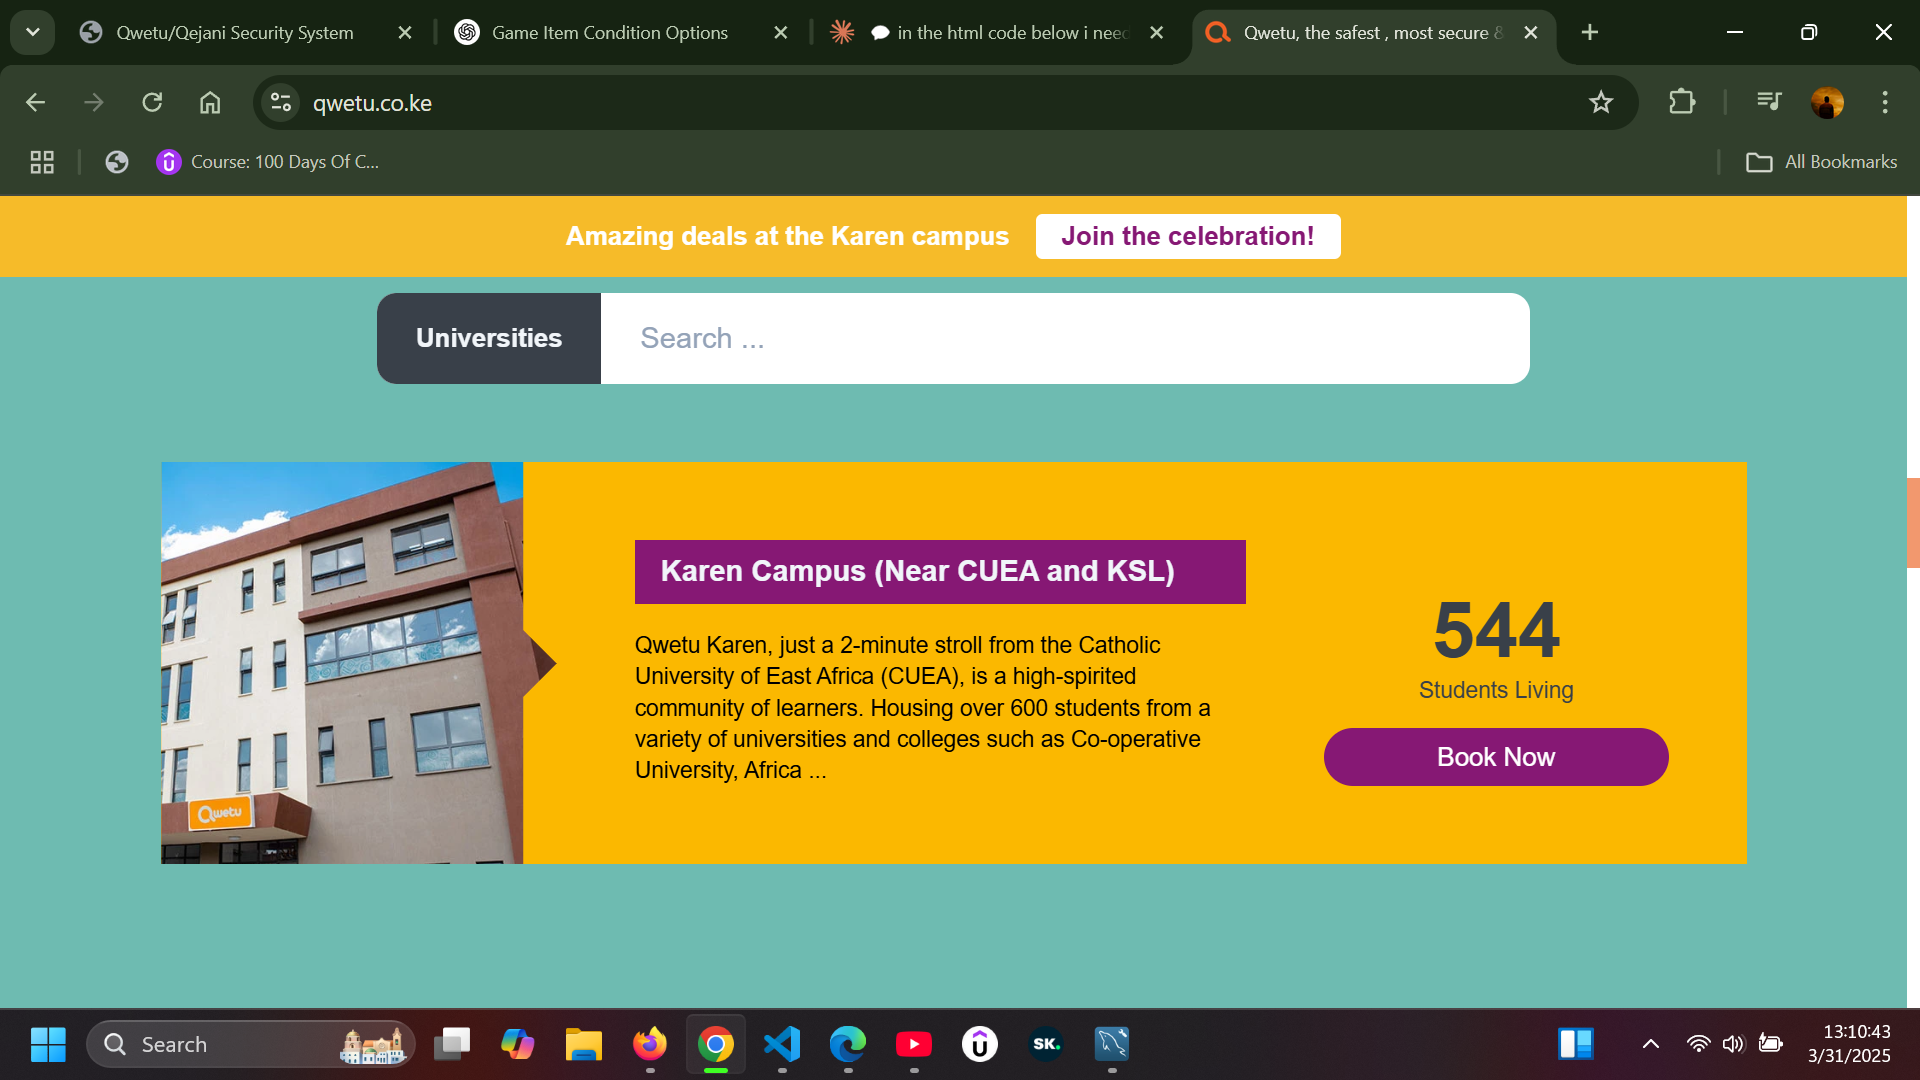 Qwetu/Qejani Security System
Game Item Condition Options
in the html code below i need
Qwetu, the safest , most secure &
qwetu.co.ke
Course: 100 Days Of C...
All Bookmarks
Amazing deals at the Karen campus
Join the celebration!
Universities
Search ...
Karen Campus (Near CUEA and KSL)
Qwetu Karen, just a 2-minute stroll from the Catholic
University of East Africa (CUEA), is a high-spirited
community of learners. Housing over 600 students from a
variety of universities and colleges such as Co-operative
University, Africa ...
544
Students Living
Book Now
Qwetu
Search
SK.
13:10:43
3/31/2025